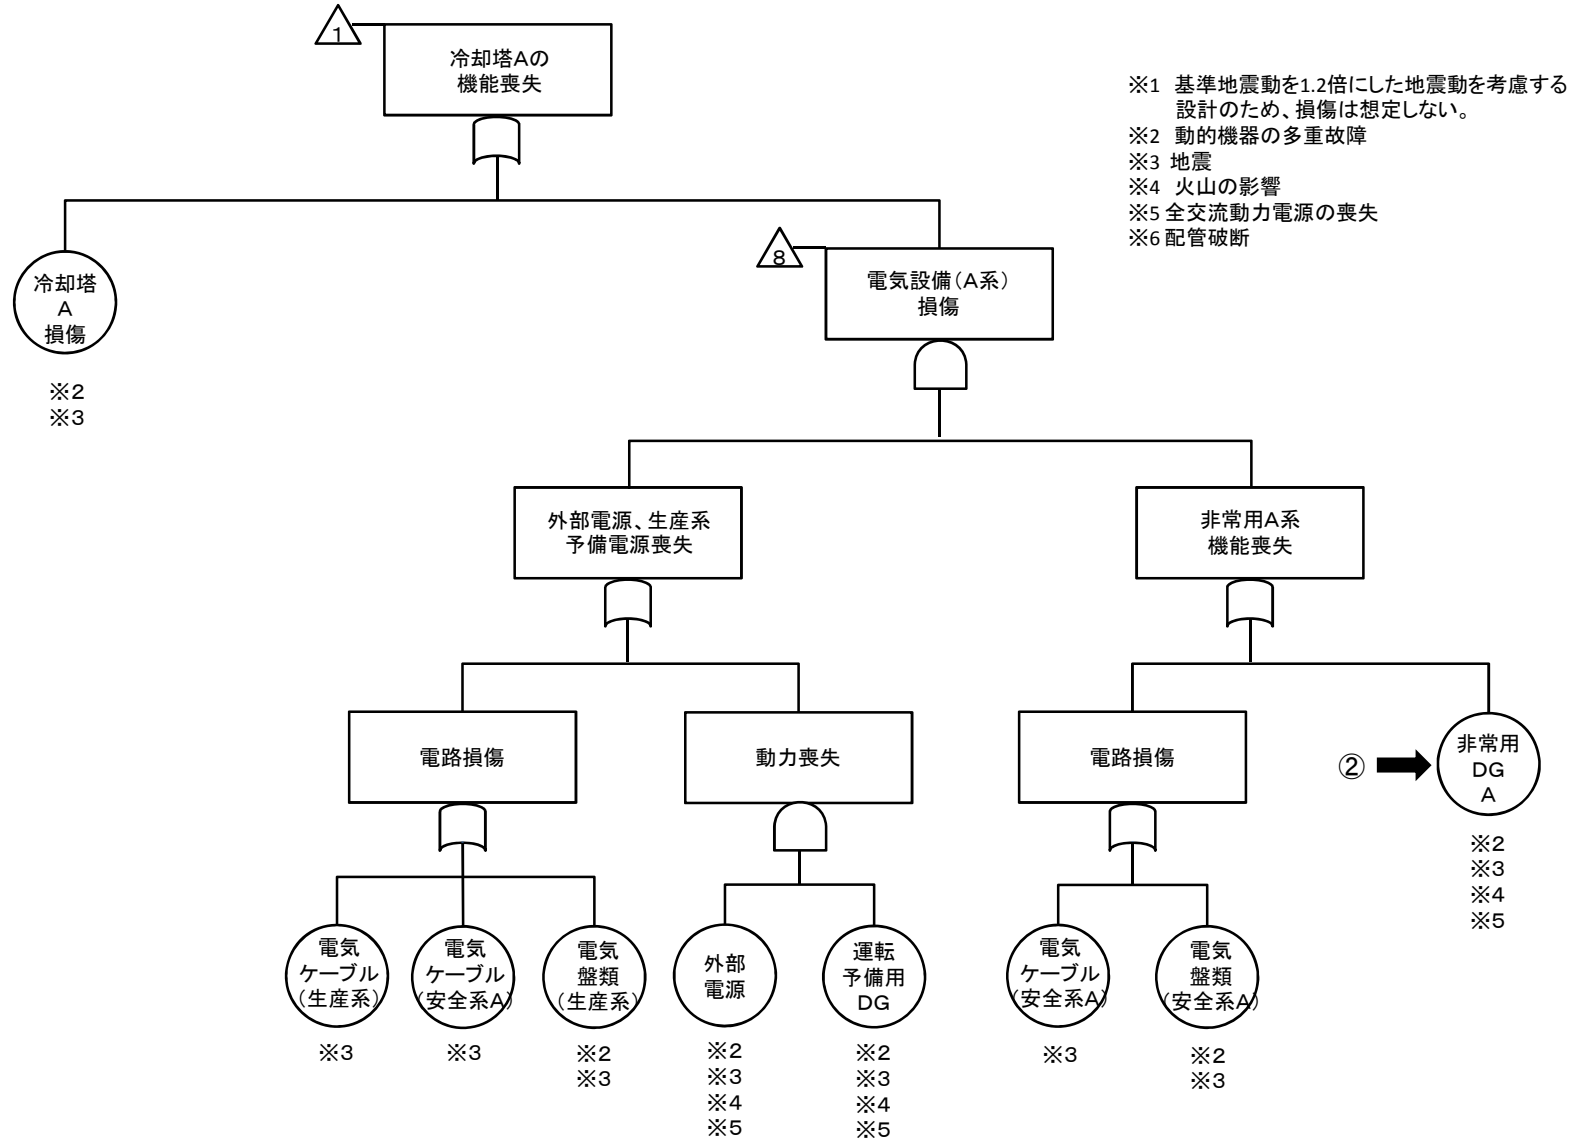 1
冷却塔Aの
機能喪失
※1 基準地震動を1.2倍にした地震動を考慮する
設計のため、損傷は想定しない。
※2 動的機器の多重故障
※3 地震
※4 火山の影響
※5 全交流動力電源の喪失
※6 配管破断
冷却塔
A
損傷
※2
※3
8
電気設備(A系)
損傷
外部電源、生産系
予備電源喪失
非常用A系
機能喪失
電路損傷
動力喪失
電路損傷
②
非常用
DG
A
※2
※3
※4
※5
電気
ケーブル
(生産系)
※3
電気
ケーブル
(安全系A)
※3
電気
盤類
(生産系)
※2
※3
外部
電源
※2
※3
※4
※5
運転
予備用
DG
※2
※3
※4
※5
電気
ケーブル
(安全系A)
※3
電気
盤類
(安全系A)
※2
※3